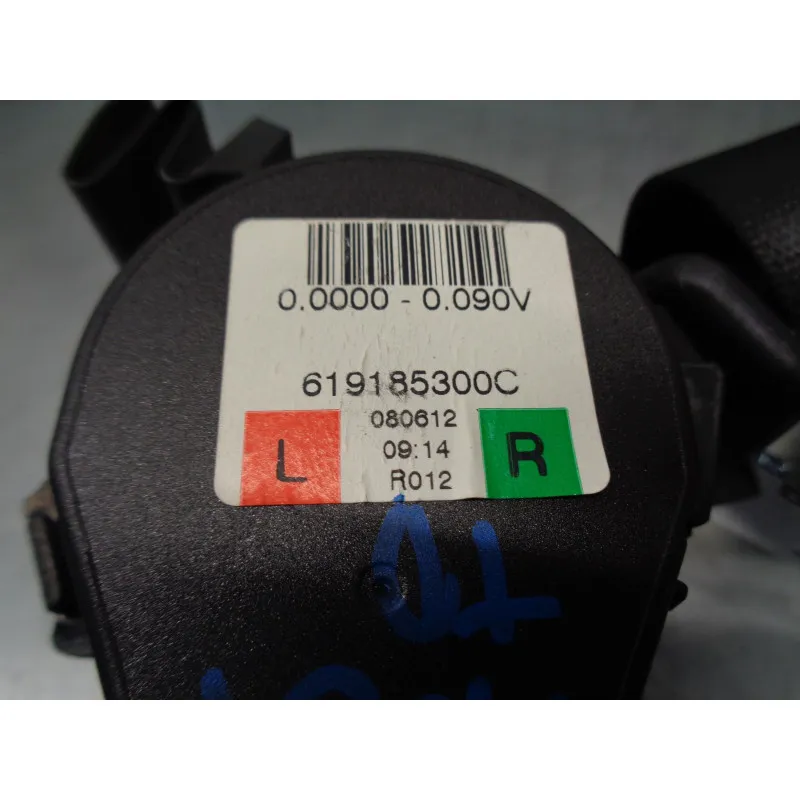 0.0000 - 0.090V
619185300C
L 080612 R
09:14
R012